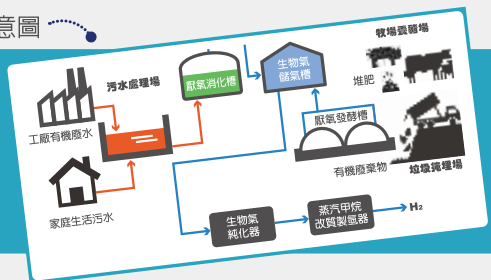 意圖
污水處理場
工廠有機廢水
家庭生活污水
厭氧消化槽
生物氣
儲氣槽
牧場養豬場
堆肥
厭氧發酵槽
有機廢棄物
垃圾掩埋場
生物氣
純化器
蒸汽甲烷
改質製氫器
H₂